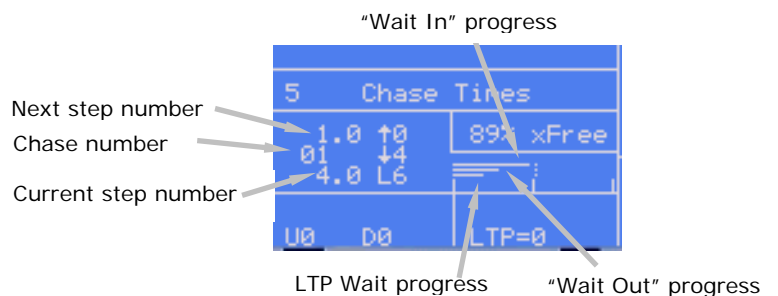 “Wait In” progress
5 Chase Times
Next step number
1.0 ↑0 89% xFree
Chase number
01 ↓4
Current step number
4.0 L6
U0 D0 LTP=0
LTP Wait progress
“Wait Out” progress